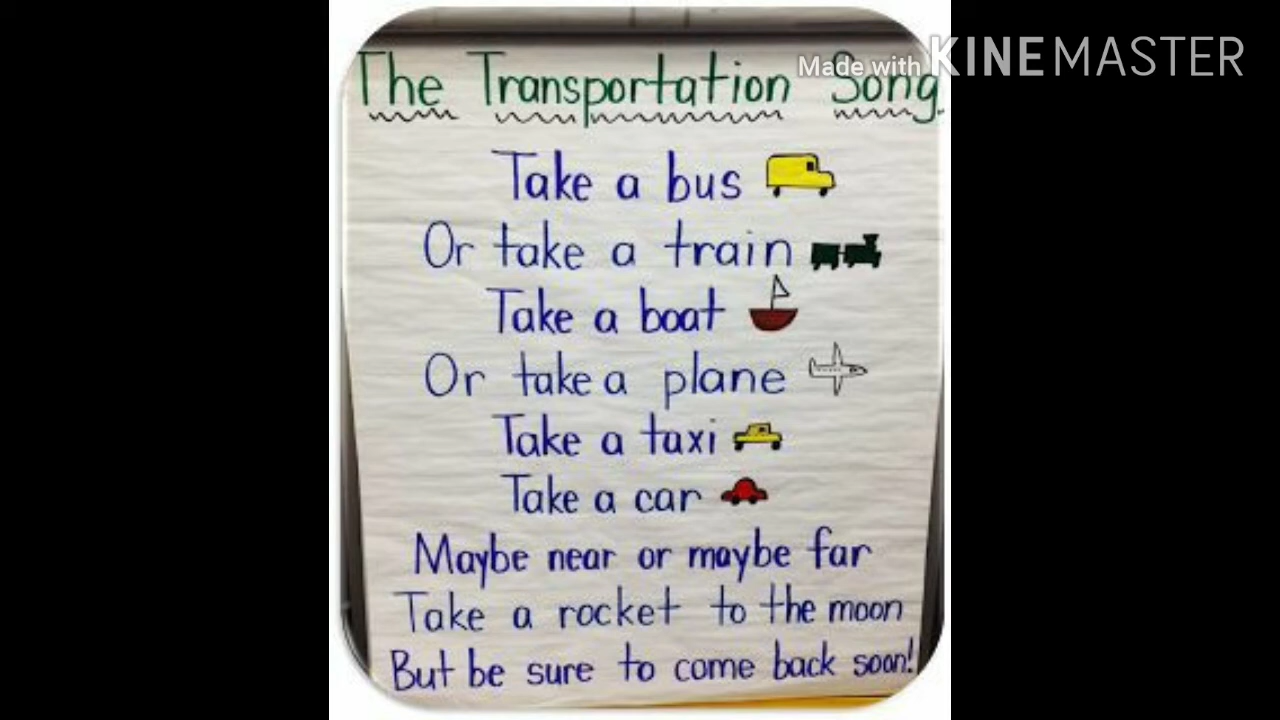 Made with KINEMASTER
The Transportation Song
Take a bus
Or take a train
Take a boat
Or take a plane
Take a taxi
Take a car
Maybe near or maybe far
Take a rocket to the moon
But be sure to come back soon!